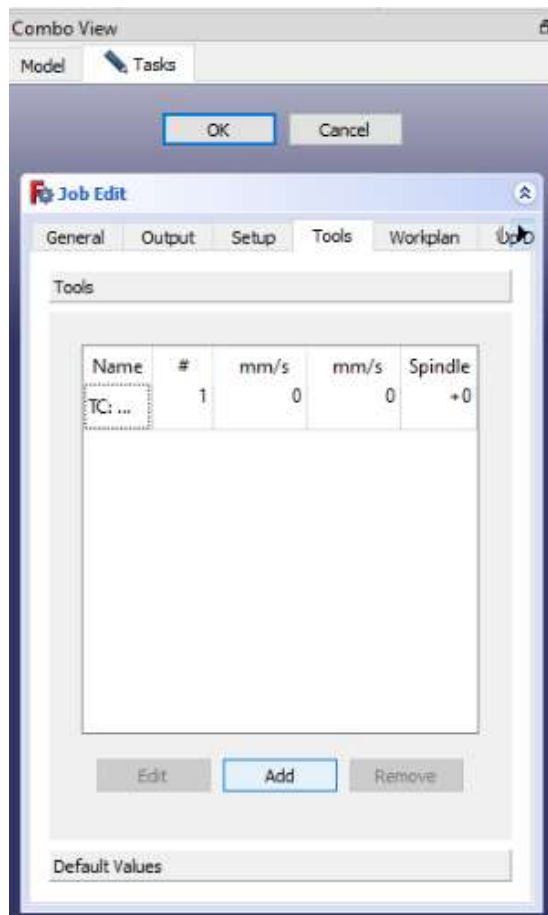 Combo View
Model Tasks
OK Cancel
Job Edit
General Output Setup Tools Workplan
Tools
Name # mm/s mm/s Spindle
TC: ... 1 0 0 +0
Edit Add Remove
Default Values